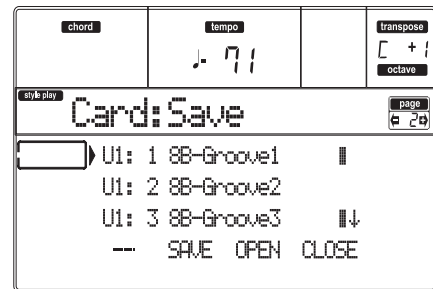 chord tempo transpose
♩- 71 C +1
octave
style play Card:Save page
2
U1: 1 8B-Groove1
U1: 2 8B-Groove2
U1: 3 8B-Groove3
--- SAVE OPEN CLOSE